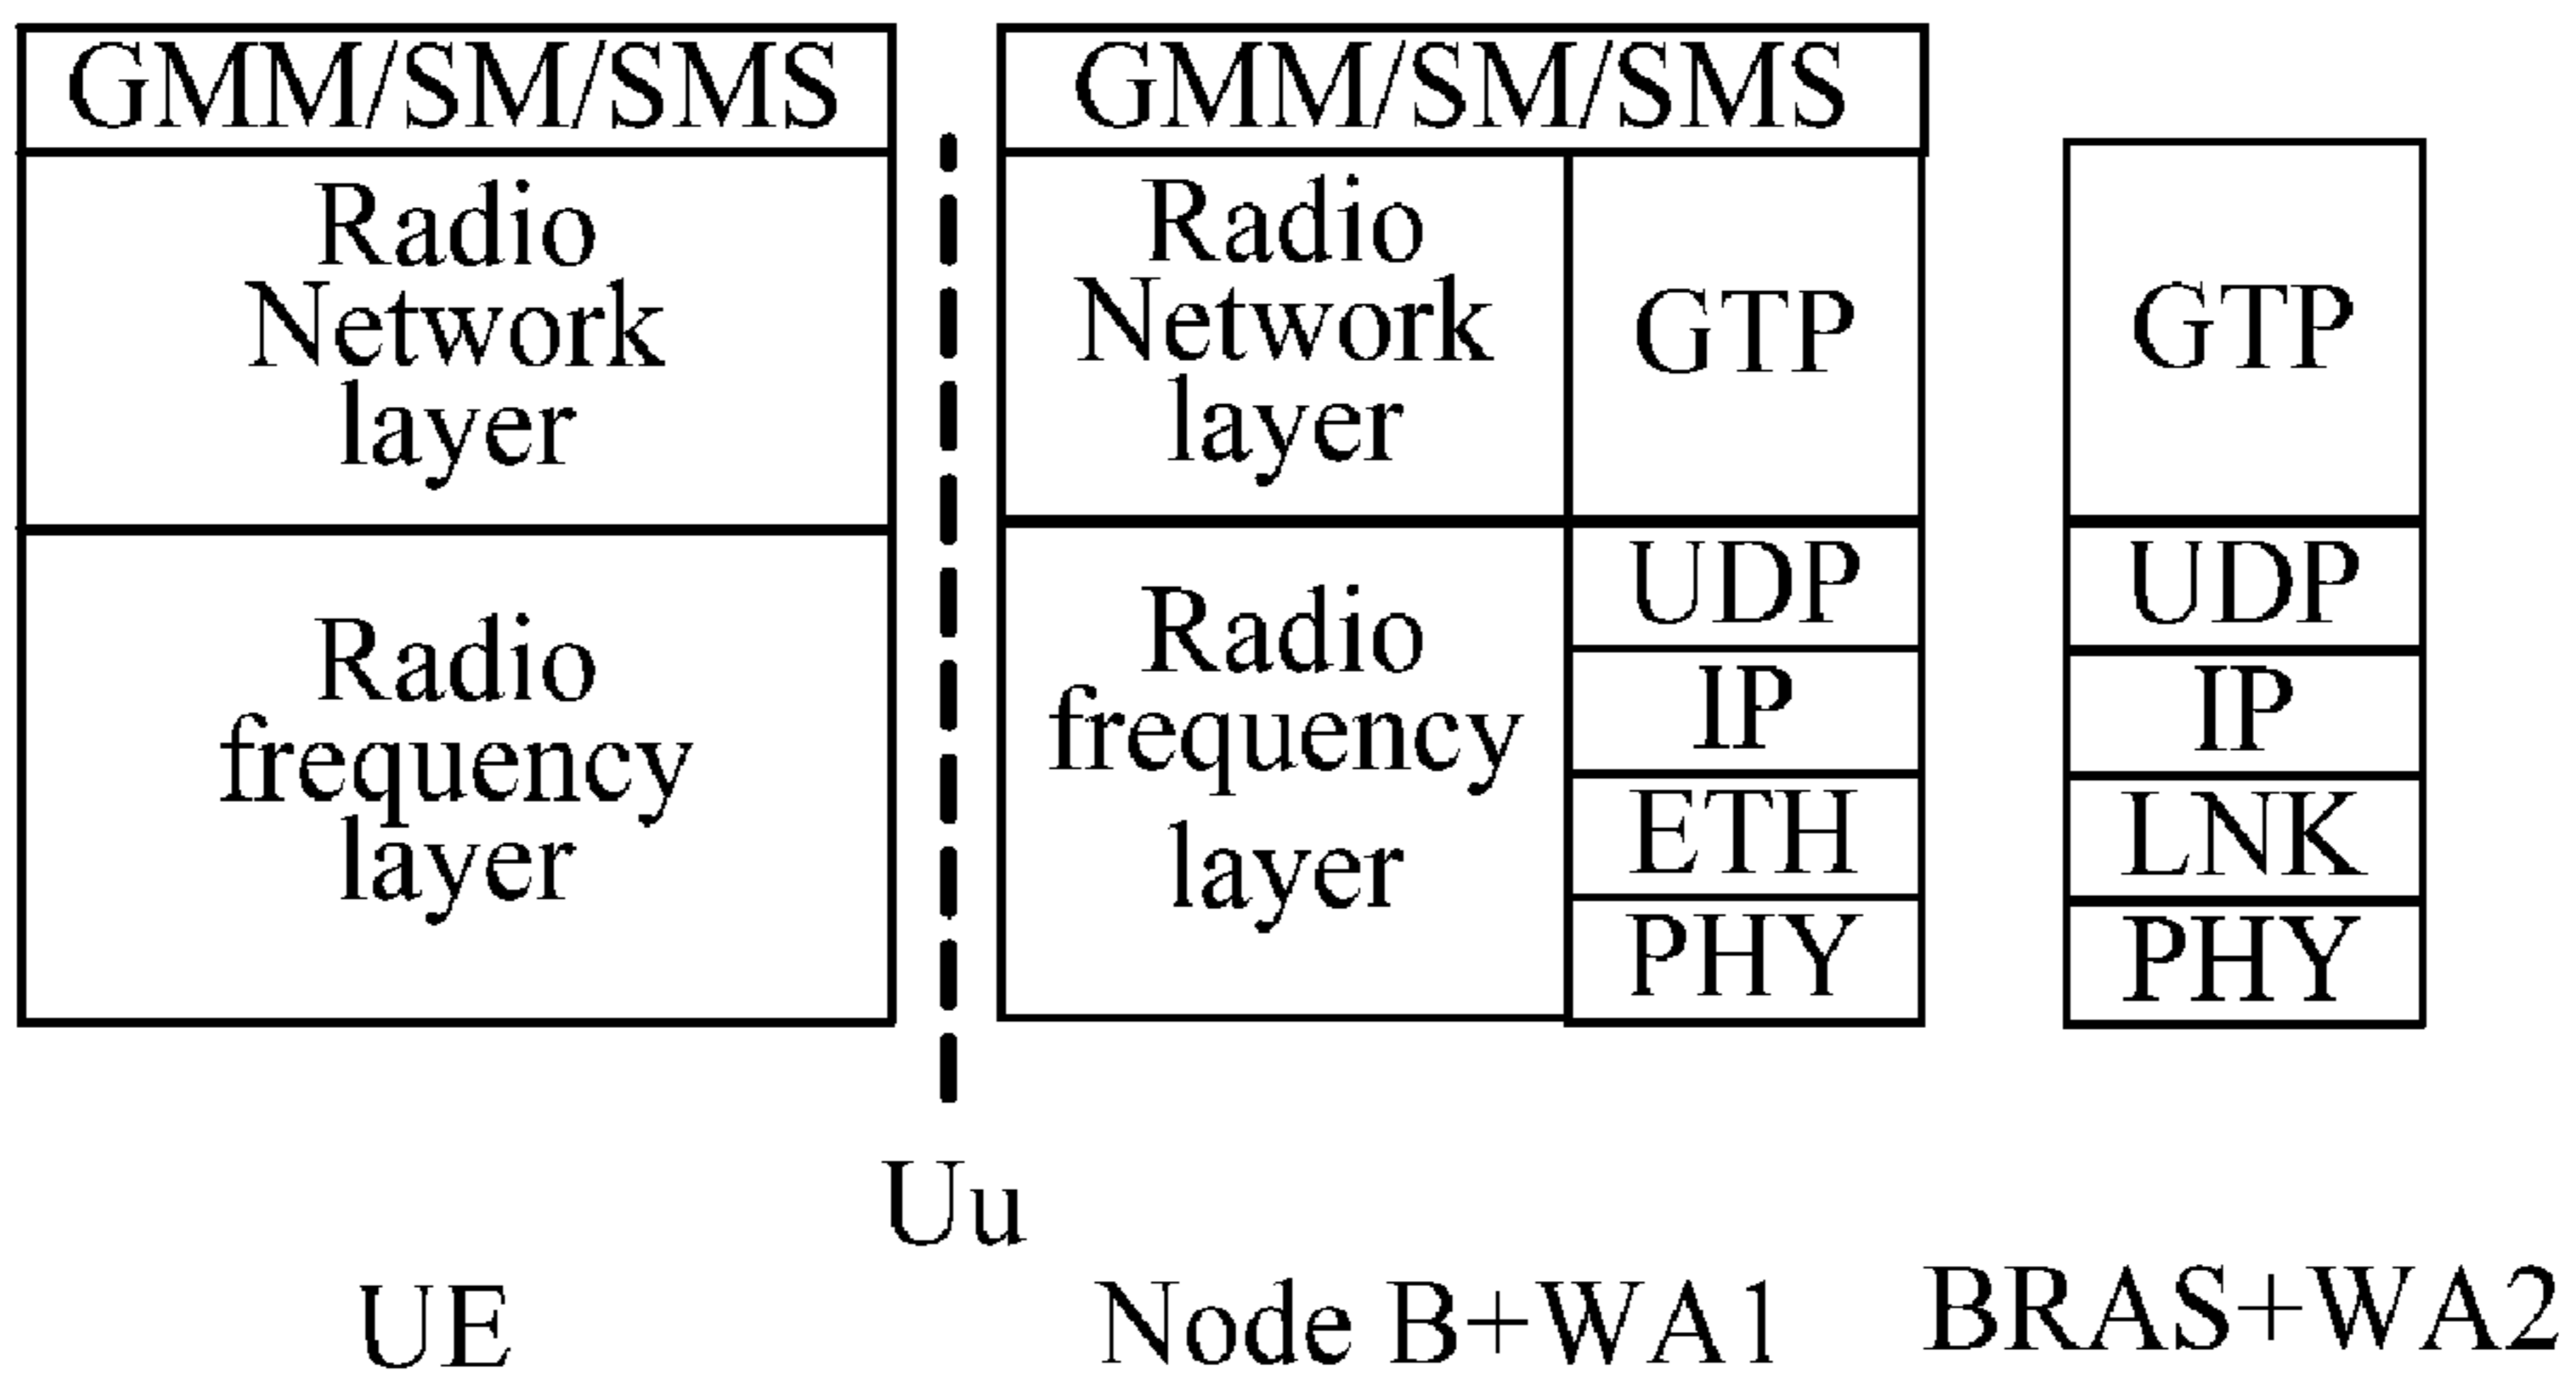 GMM/SM/SMS
Radio
Network
layer
Radio
frequency
layer
UE
Uu
GMM/SM/SMS
Radio
Network
layer
Radio
frequency
layer
GTP
UDP
IP
ETH
PHY
Node B+WA1
GTP
UDP
IP
LNK
PHY
BRAS+WA2